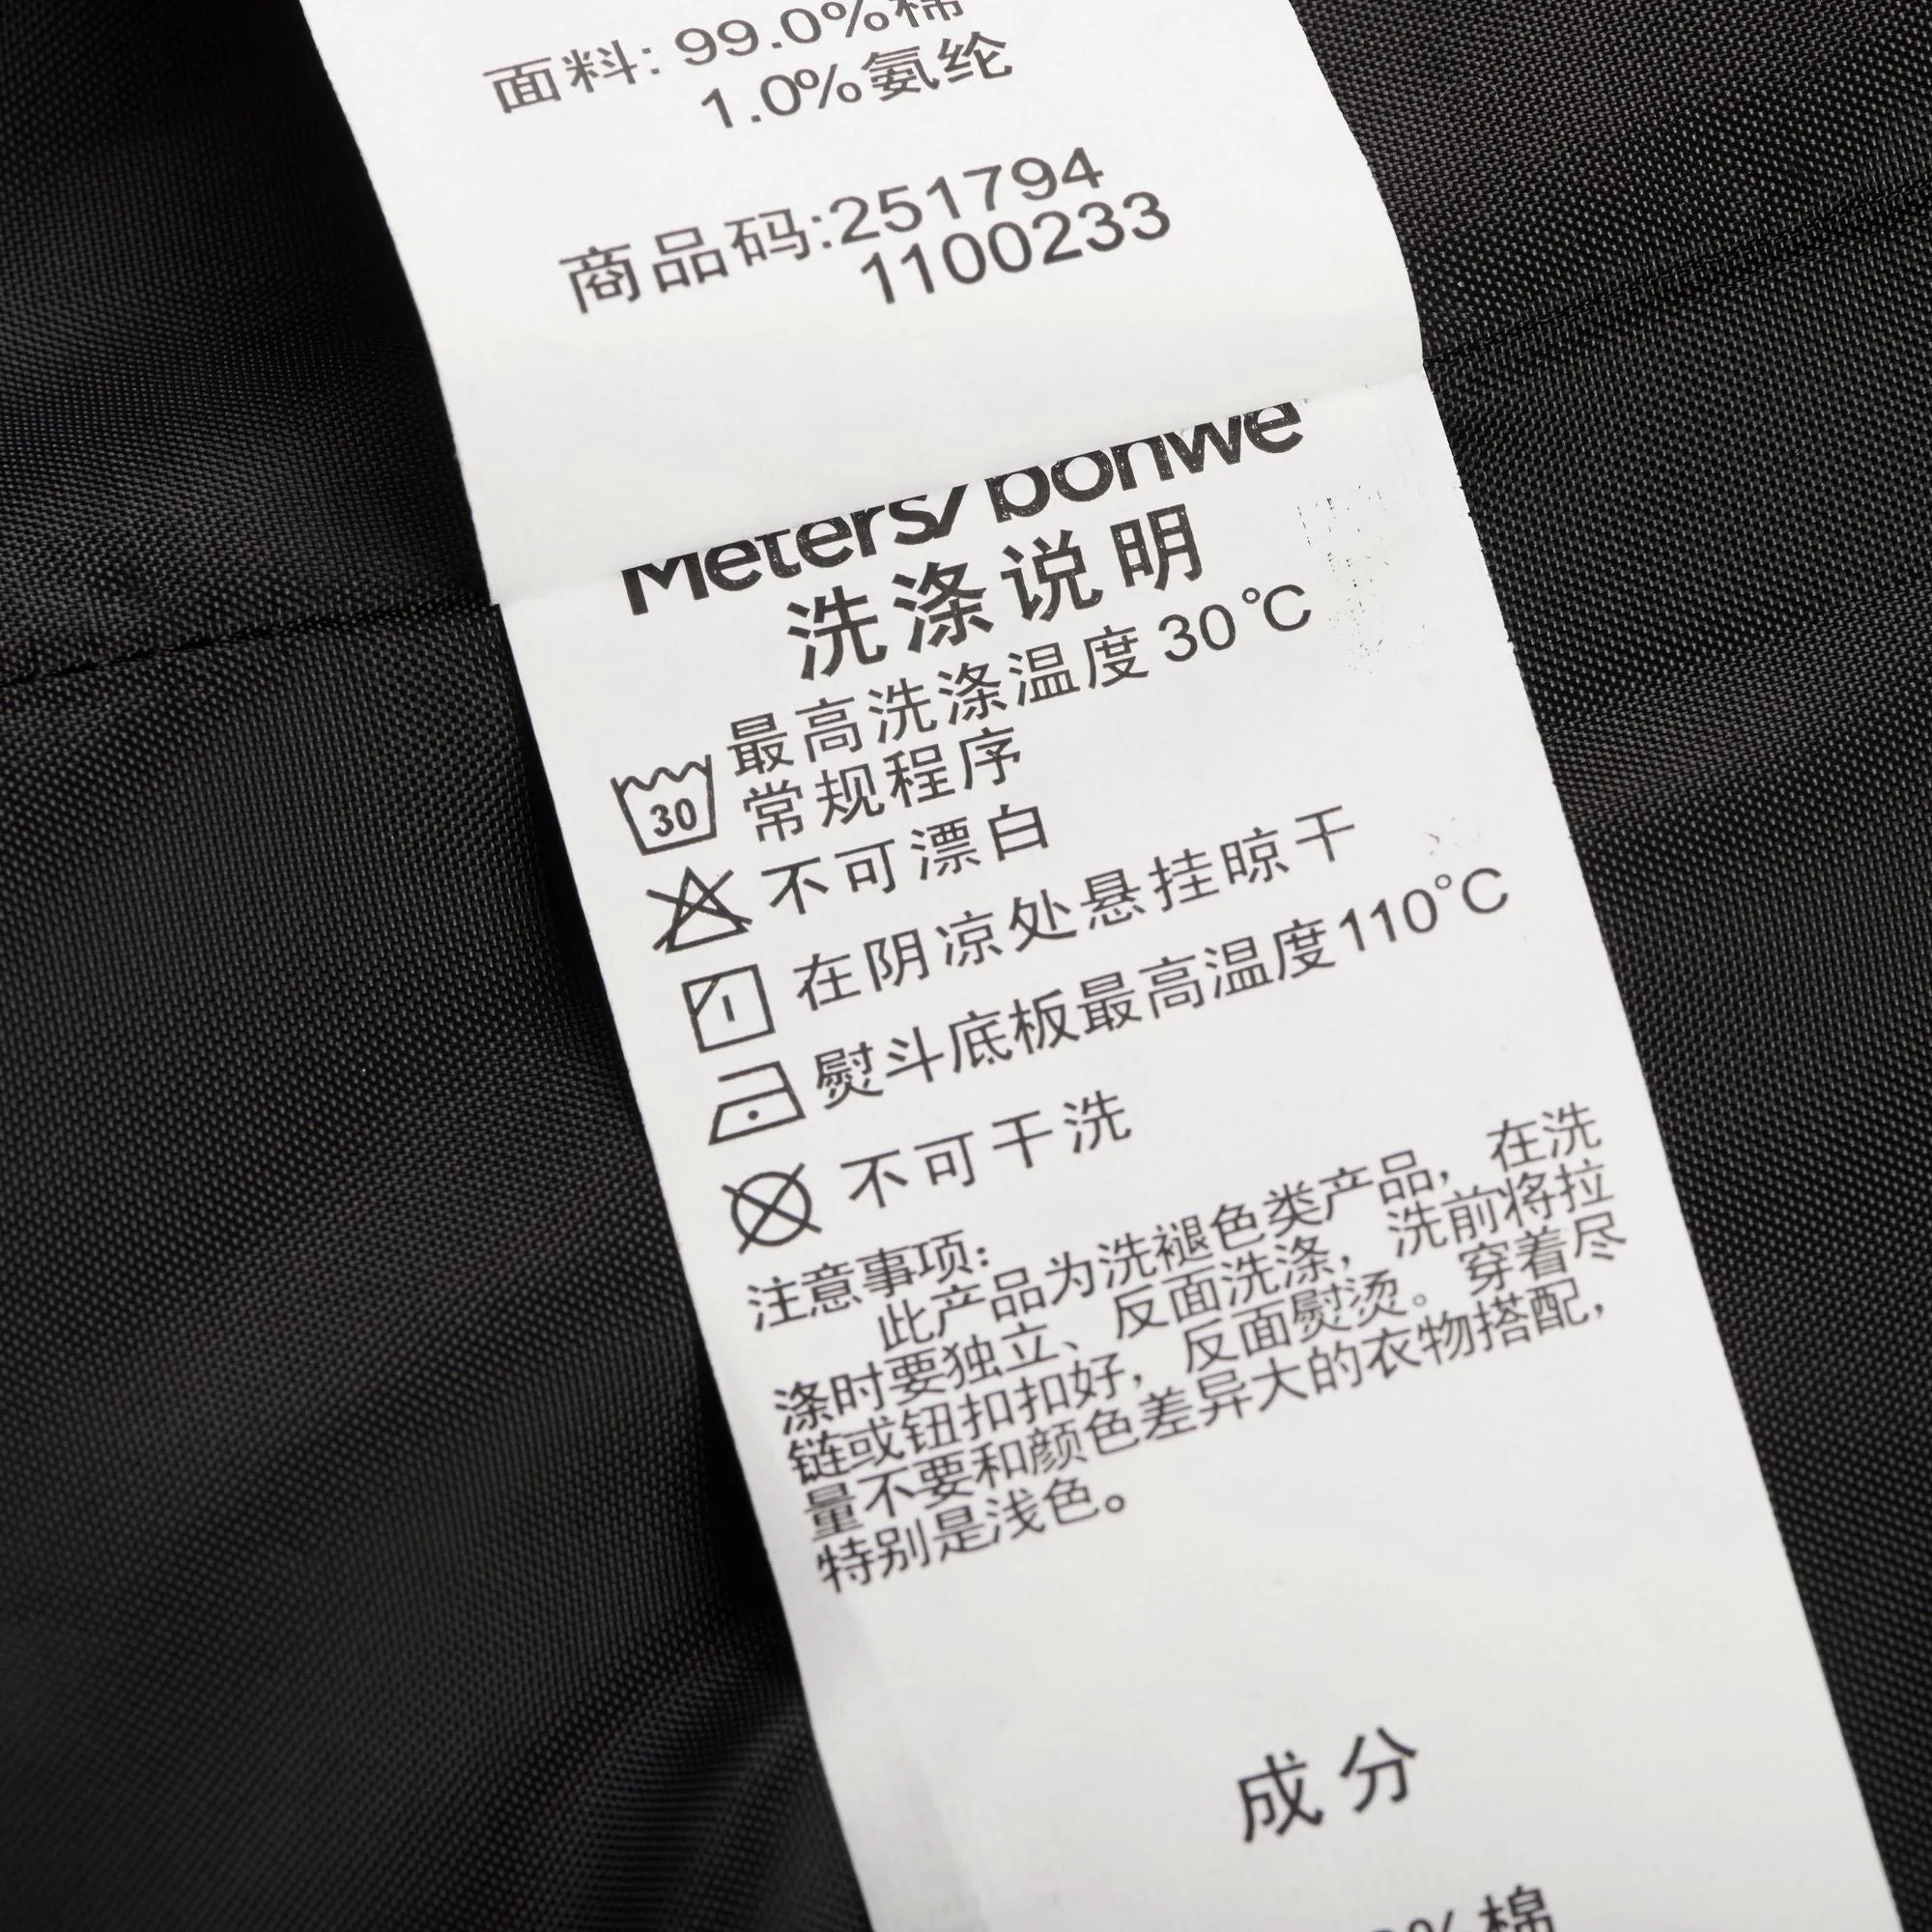 面料: 99.0%棉
1.0%氨纶
商品码:251794
1100233
Meters/bonwe
洗涤说明
最高洗涤温度30℃
常规程序
30
不可漂白
在阴凉处悬挂晾干
熨斗底板最高温度110℃
不可干洗
注意事项:
此产品为洗褪色类产品，在洗
涤时要独立、反面洗涤，洗前将拉
链或钮扣扣好，反面熨烫。穿着尽
量不要和颜色差异大的衣物搭配，
特别是浅色。
成分
%棉